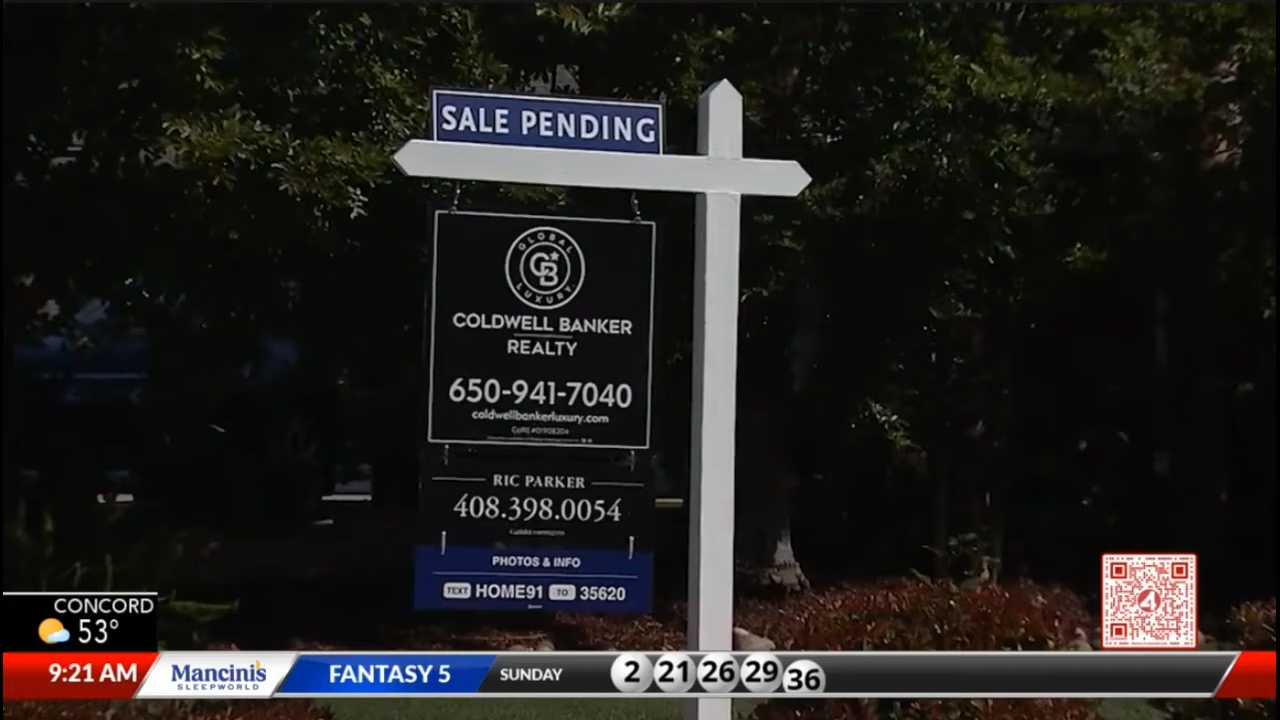 SALE PENDING
GLOBAL
CB
LUXURY
COLDWELL BANKER
REALTY
650-941-7040
coldwellbankerluxury.com
RIC PARKER
408.398.0054
PHOTOS & INFO
TEXT HOME91 TO 35620
CONCORD
53°
4
9:21 AM
Mancini's
SLEEPWORLD
FANTASY 5
SUNDAY
2 21 26 29 36